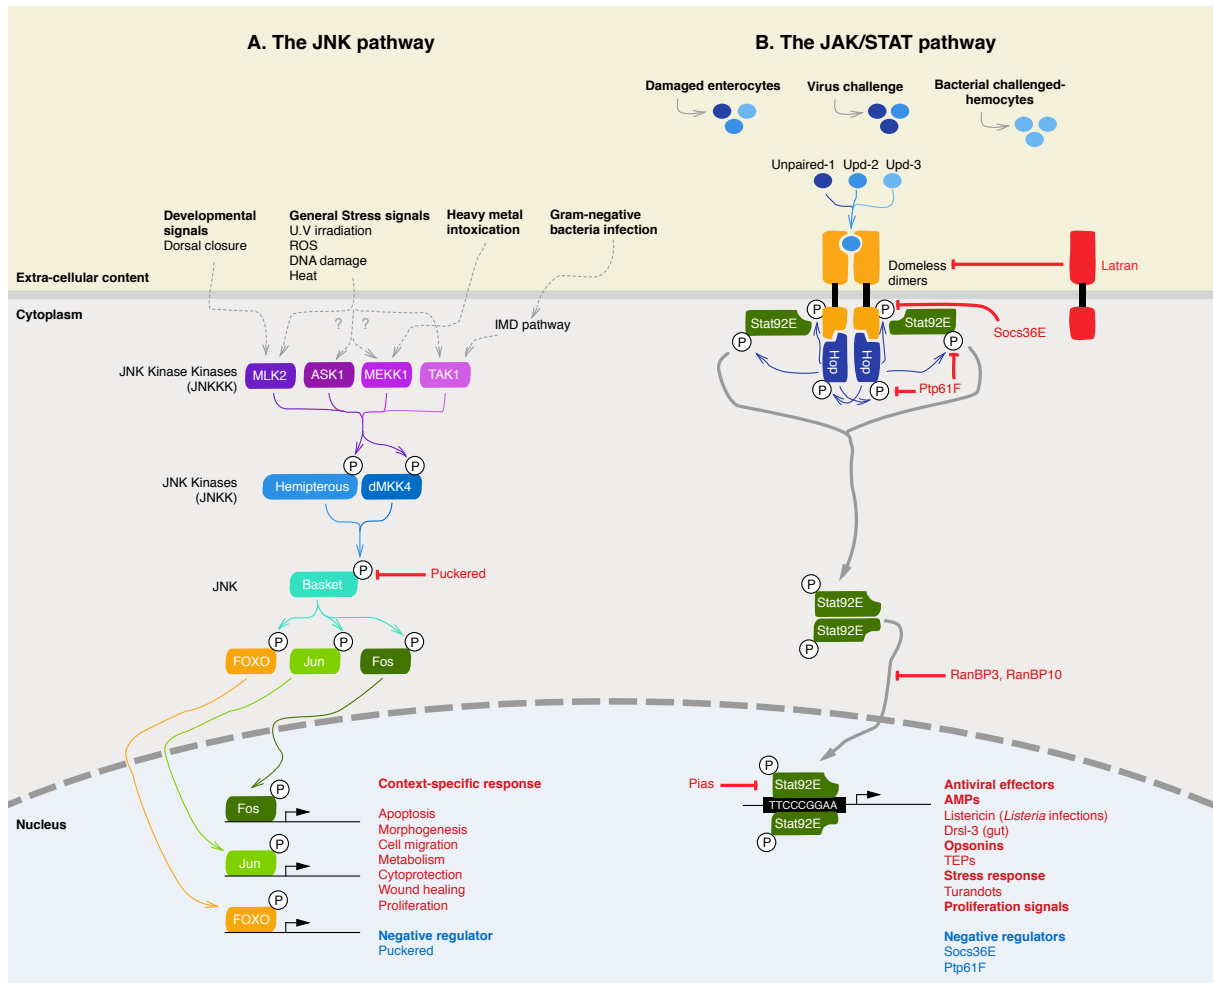 A. The JNK pathway
Developmental
signals
Dorsal closure
General Stress signals
U.V irradiation
ROS
DNA damage
Heat
Heavy metal
intoxication
Gram-negative
bacteria infection
Extra-cellular content
Cytoplasm
? ?
IMD pathway
JNK Kinase Kinases
(JNKKK)
MLK2 ASK1 MEKK1 TAK1
P P
JNK Kinases
(JNKK)
Hemipterous dMKK4
P
JNK
Basket
Puckered
P P P
FOXO Jun Fos
Nucleus
P
Fos
P
Jun
P
FOXO
Context-specific response
Apoptosis
Morphogenesis
Cell migration
Metabolism
Cytoprotection
Wound healing
Proliferation
Negative regulator
Puckered
B. The JAK/STAT pathway
Damaged enterocytes
Virus challenge
Bacterial challenged-
hemocytes
Unpaired-1 Upd-2 Upd-3
Domeless
dimers
Latran
P P
Stat92E Stat92E
Socs36E
P P
Hop Hop
P P
Ptp61F
P
Stat92E
Stat92E
P
RanBP3, RanBP10
P
Pias
Stat92E
TTCCCGGAA
Stat92E
P
Antiviral effectors
AMPs
Listericin (Listeria infections)
Drsl-3 (gut)
Opsonins
TEPs
Stress response
Turandots
Proliferation signals
Negative regulators
Socs36E
Ptp61F